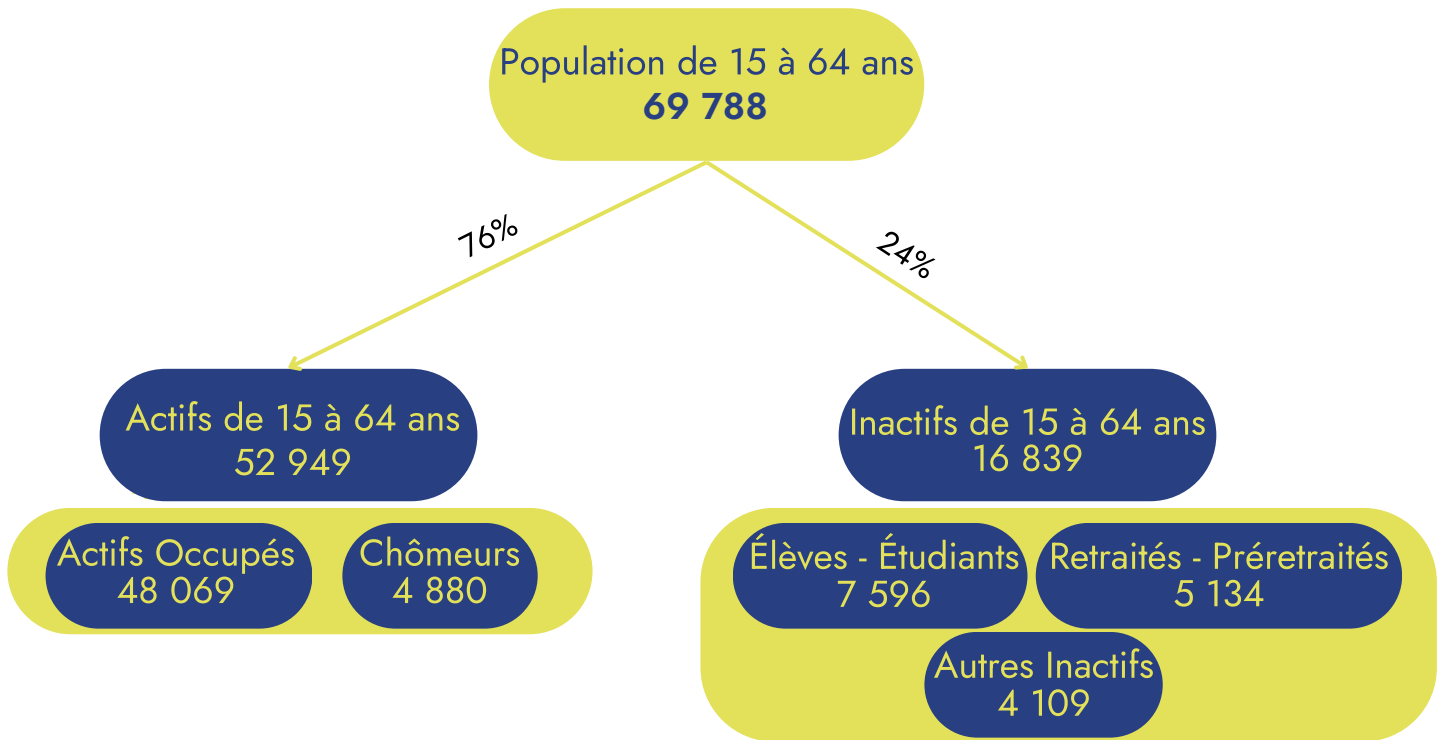 Population de 15 à 64 ans
69 788
76%
24%
Actifs de 15 à 64 ans
52 949
Inactifs de 15 à 64 ans
16 839
Actifs Occupés
48 069
Chômeurs
4 880
Élèves - Étudiants
7 596
Retraités - Préretraités
5 134
Autres Inactifs
4 109